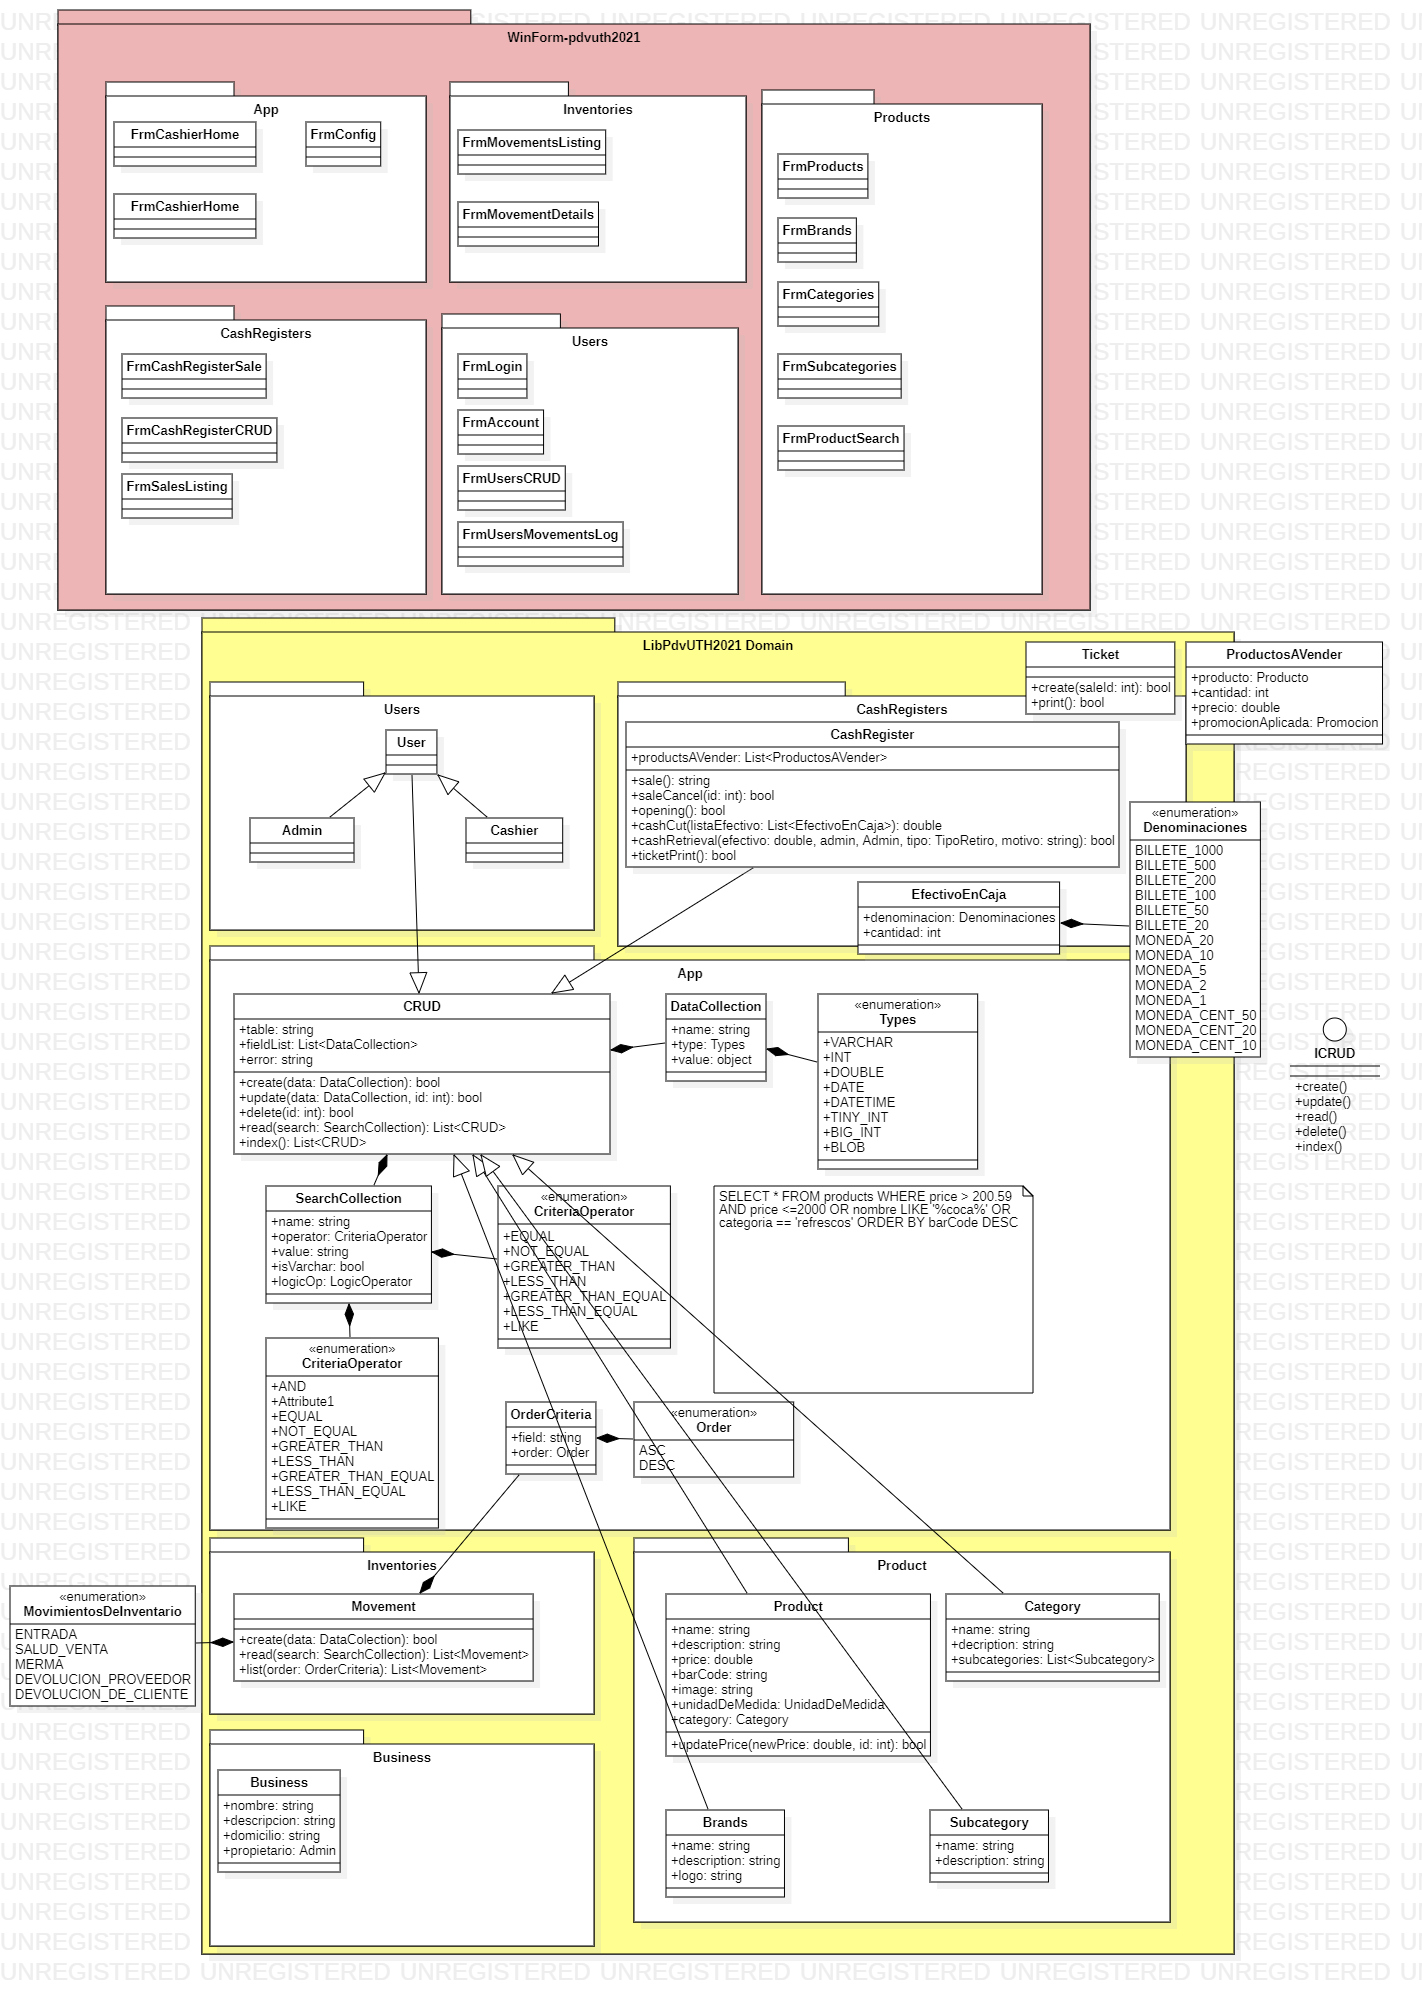 WinForm-pdvuth2021
App
FrmCashierHome
FrmConfig
FrmCashierHome
Inventories
FrmMovementsListing
FrmMovementDetails
Products
FrmProducts
FrmBrands
FrmCategories
FrmSubcategories
FrmProductSearch
CashRegisters
FrmCashRegisterSale
FrmCashRegisterCRUD
FrmSalesListing
Users
FrmLogin
FrmAccount
FrmUsersCRUD
FrmUsersMovementsLog
LibPdvUTH2021 Domain
Ticket
+create(saleId: int): bool
+print(): bool
ProductosAVender
+producto: Producto
+cantidad: int
+precio: double
+promocionAplicada: Promocion
Users
User
Admin
Cashier
CashRegisters
CashRegister
+productsAVender: List<ProductosAVender>
+sale(): string
+saleCancel(id: int): bool
+opening(): bool
+cashCut(listaEfectivo: List<EfectivoEnCaja>): double
+cashRetrieval(efectivo: double, admin, Admin, tipo: TipoRetiro, motivo: string): bool
+ticketPrint(): bool
EfectivoEnCaja
+denominacion: Denominaciones
+cantidad: int
«enumeration»
Denominaciones
BILLETE_1000
BILLETE_500
BILLETE_200
BILLETE_100
BILLETE_50
BILLETE_20
MONEDA_20
MONEDA_10
MONEDA_5
MONEDA_2
MONEDA_1
MONEDA_CENT_50
MONEDA_CENT_20
MONEDA_CENT_10
ICRUD
+create()
+update()
+read()
+delete()
+index()
App
CRUD
+table: string
+fieldList: List<DataCollection>
+error: string
+create(data: DataCollection): bool
+update(data: DataCollection, id: int): bool
+delete(id: int): bool
+read(search: SearchCollection): List<CRUD>
+index(): List<CRUD>
DataCollection
+name: string
+type: Types
+value: object
«enumeration»
Types
+VARCHAR
+INT
+DOUBLE
+DATE
+DATETIME
+TINY_INT
+BIG_INT
+BLOB
SearchCollection
+name: string
+operator: CriteriaOperator
+value: string
+isVarchar: bool
+logicOp: LogicOperator
«enumeration»
CriteriaOperator
+EQUAL
+NOT_EQUAL
+GREATER_THAN
+LESS_THAN
+GREATER_THAN_EQUAL
+LESS_THAN_EQUAL
+LIKE
SELECT * FROM products WHERE price > 200.59
AND price <=2000 OR nombre LIKE '%coca%' OR
categoria == 'refrescos' ORDER BY barCode DESC
«enumeration»
CriteriaOperator
+AND
+Attribute1
+EQUAL
+NOT_EQUAL
+GREATER_THAN
+LESS_THAN
+GREATER_THAN_EQUAL
+LESS_THAN_EQUAL
+LIKE
OrderCriteria
+field: string
+order: Order
«enumeration»
Order
ASC
DESC
Inventories
Movement
+create(data: DataColection): bool
+read(search: SearchCollection): List<Movement>
+list(order: OrderCriteria): List<Movement>
«enumeration»
MovimientosDeInventario
ENTRADA
SALUD_VENTA
MERMA
DEVOLUCION_PROVEEDOR
DEVOLUCION_DE_CLIENTE
Product
Product
+name: string
+description: string
+price: double
+barCode: string
+image: string
+unidadDeMedida: UnidadDeMedida
+category: Category
+updatePrice(newPrice: double, id: int): bool
Category
+name: string
+decription: string
+subcategories: List<Subcategory>
Brands
+name: string
+description: string
+logo: string
Subcategory
+name: string
+description: string
Business
Business
+nombre: string
+descripcion: string
+domicilio: string
+propietario: Admin
UNREGISTERED UNREGISTERED UNREGISTERED UNREGISTERED UNREGISTERED UNREGISTERED UNREGISTERED